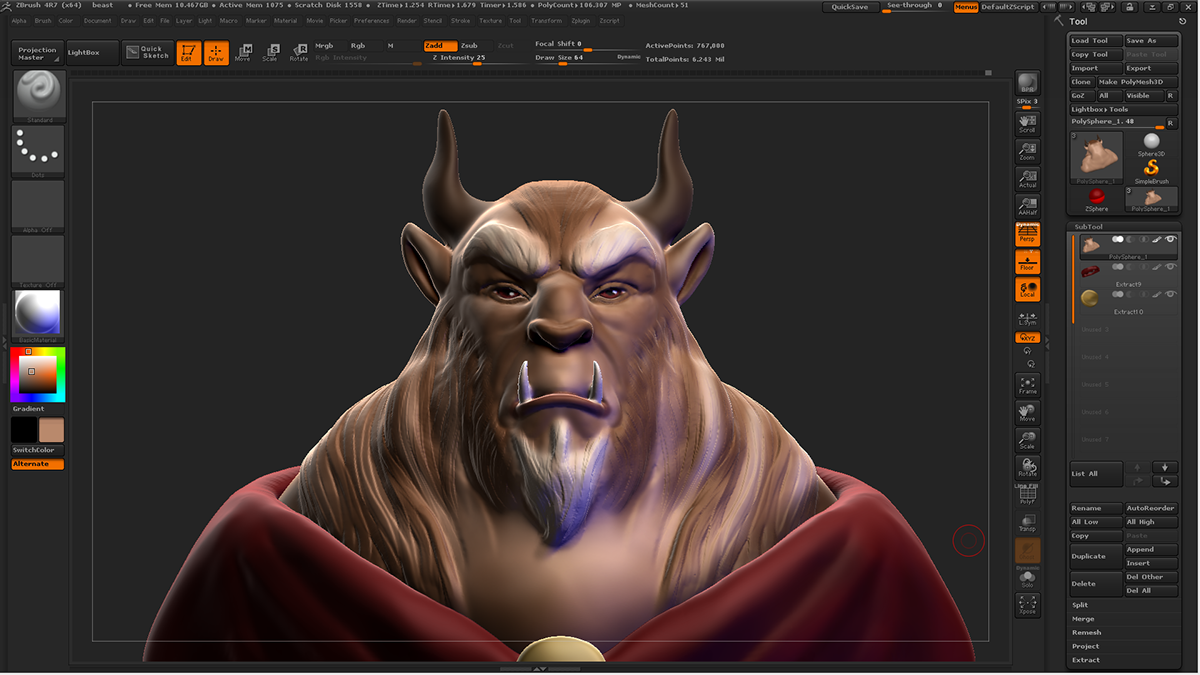 ZBrush 4R7 (x64) beast • Free Mem 10.467GB • Active Mem 1075 • Scratch Disk 1558 • ZTime▸1.254 RTime▸1.679 Timer▸1.586 • PolyCount▸106.307 MP • MeshCount▸51 QuickSave See-through 0 Menus DefaultZScript
Alpha Brush Color Document Draw Edit File Layer Light Macro Marker Material Movie Picker Preferences Render Stencil Stroke Texture Tool Transform Zplugin Zscript
Projection Master
LightBox
Quick Sketch
Edit
Draw
Move
Scale
Rotate
Mrgb Rgb M
Rgb Intensity
Zadd Zsub Zcut
Z Intensity 25
Focal Shift 0
Draw Size 64 Dynamic
ActivePoints: 767,800
TotalPoints: 6.243 Mil
Standard
Dots
Alpha Off
Texture Off
BasicMaterial
Gradient
SwitchColor
Alternate
BPR
SPix 3
Scroll
Zoom
Actual
AAHalf
Persp
Floor
Local
L.Sym
XYZ
Frame
Move
Scale
Rotate
Line Fill
PolyF
Transp
Dynamic
Solo
Xpose
Tool
Load Tool Save As
Copy Tool Paste Tool
Import Export
Clone Make PolyMesh3D
GoZ All Visible R
Lightbox▸Tools
PolySphere_1. 48 R
3
PolySphere_1
Sphere3D
SimpleBrush
ZSphere
3
PolySphere_1
SubTool
PolySphere_1
Extract9
Extract10
Unused 3
Unused 4
Unused 5
Unused 6
Unused 7
List All
Rename AutoReorder
All Low All High
Copy Paste
Duplicate
Append
Insert
Delete
Del Other
Del All
Split
Merge
Remesh
Project
Extract